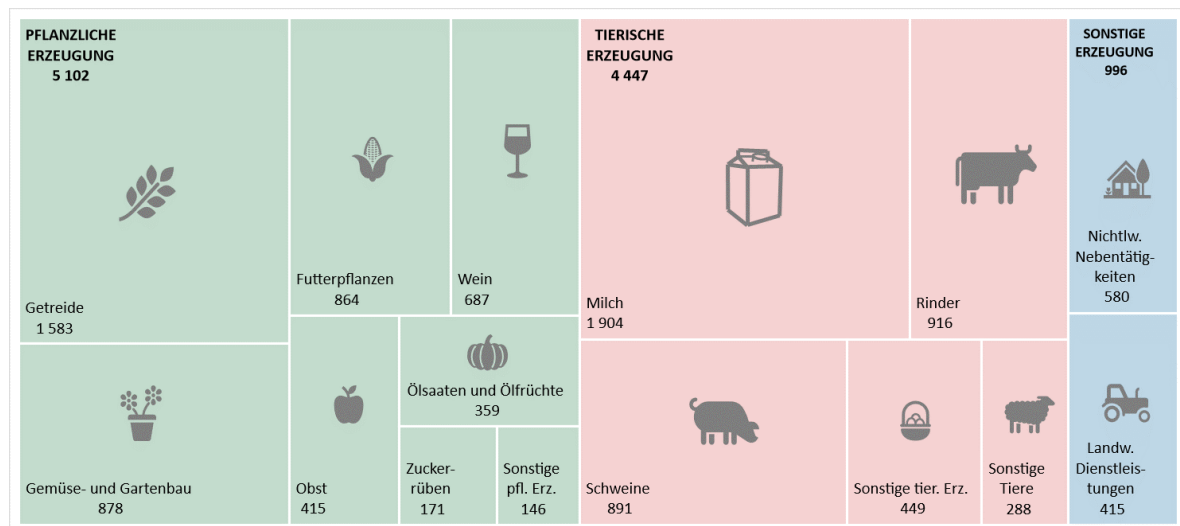 PFLANZLICHE
ERZEUGUNG
5 102
Getreide
1 583
Futterpflanzen
864
Wein
687
Gemüse- und Gartenbau
878
Obst
415
Ölsaaten und Ölfrüchte
359
Zucker-
rüben
171
Sonstige
pfl. Erz.
146
TIERISCHE
ERZEUGUNG
4 447
Milch
1 904
Rinder
916
Schweine
891
Sonstige tier. Erz.
449
Sonstige
Tiere
288
SONSTIGE
ERZEUGUNG
996
Nichtlw.
Nebentätig-
keiten
580
Landw.
Dienstleis-
tungen
415